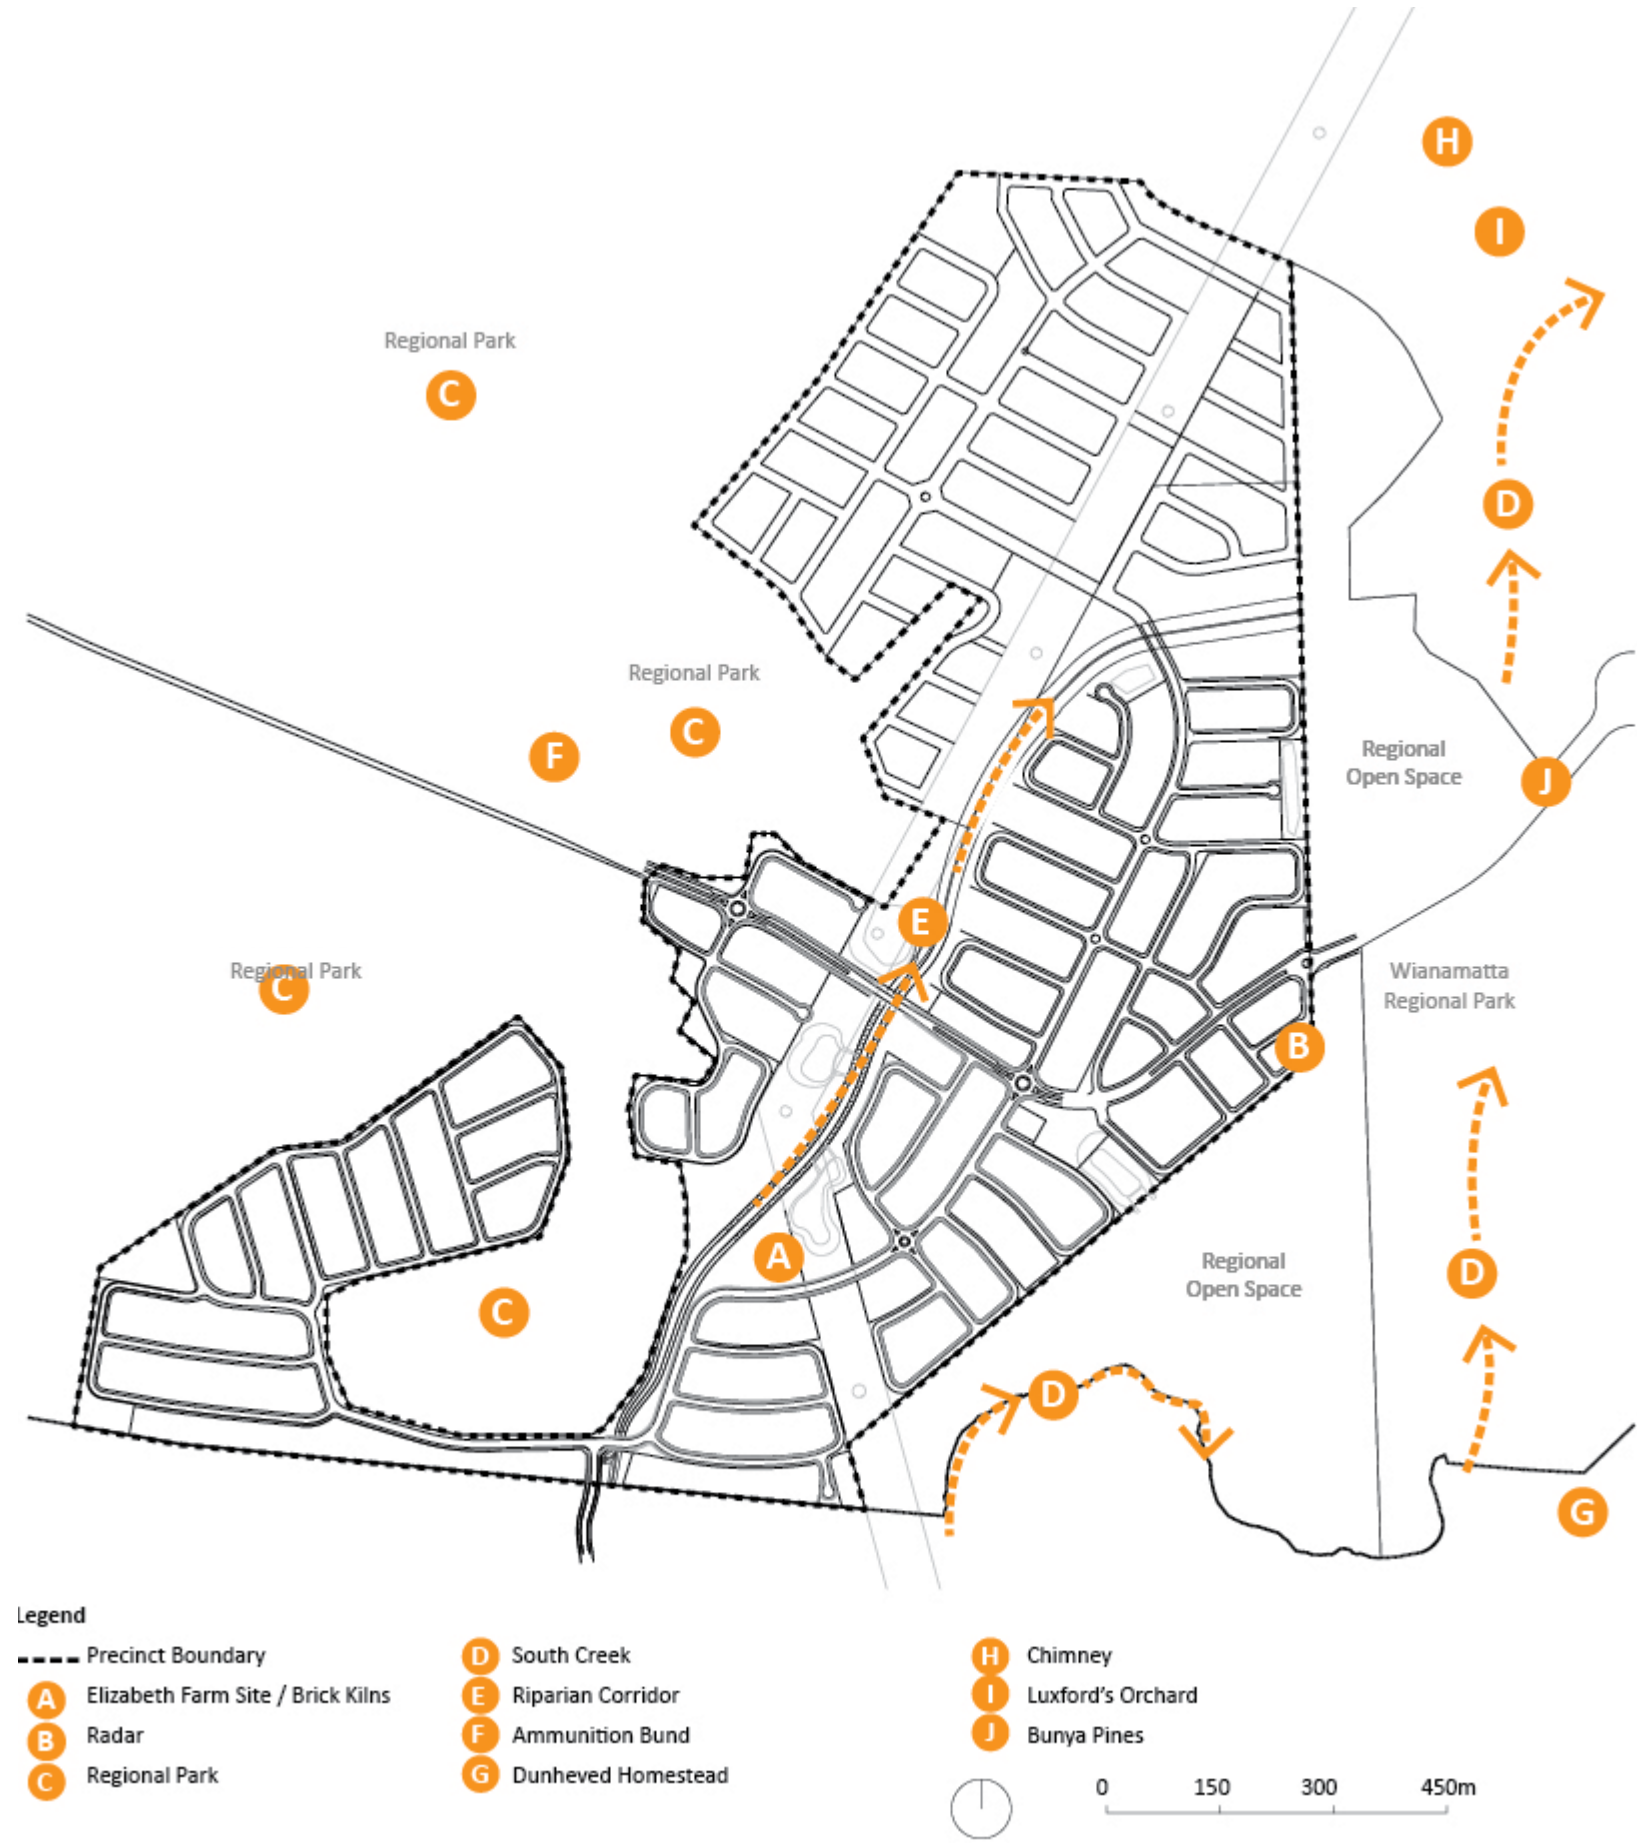 H
I
Regional Park
C
D
Regional Park
C
F
Regional
Open Space
J
E
Regional Park
C
Wianamatta
Regional Park
B
A
Regional
Open Space
D
C
D
G
Legend
Precinct Boundary
A Elizabeth Farm Site / Brick Kilns
B Radar
C Regional Park
D South Creek
E Riparian Corridor
F Ammunition Bund
G Dunheved Homestead
H Chimney
I Luxford's Orchard
J Bunya Pines
0 150 300 450m